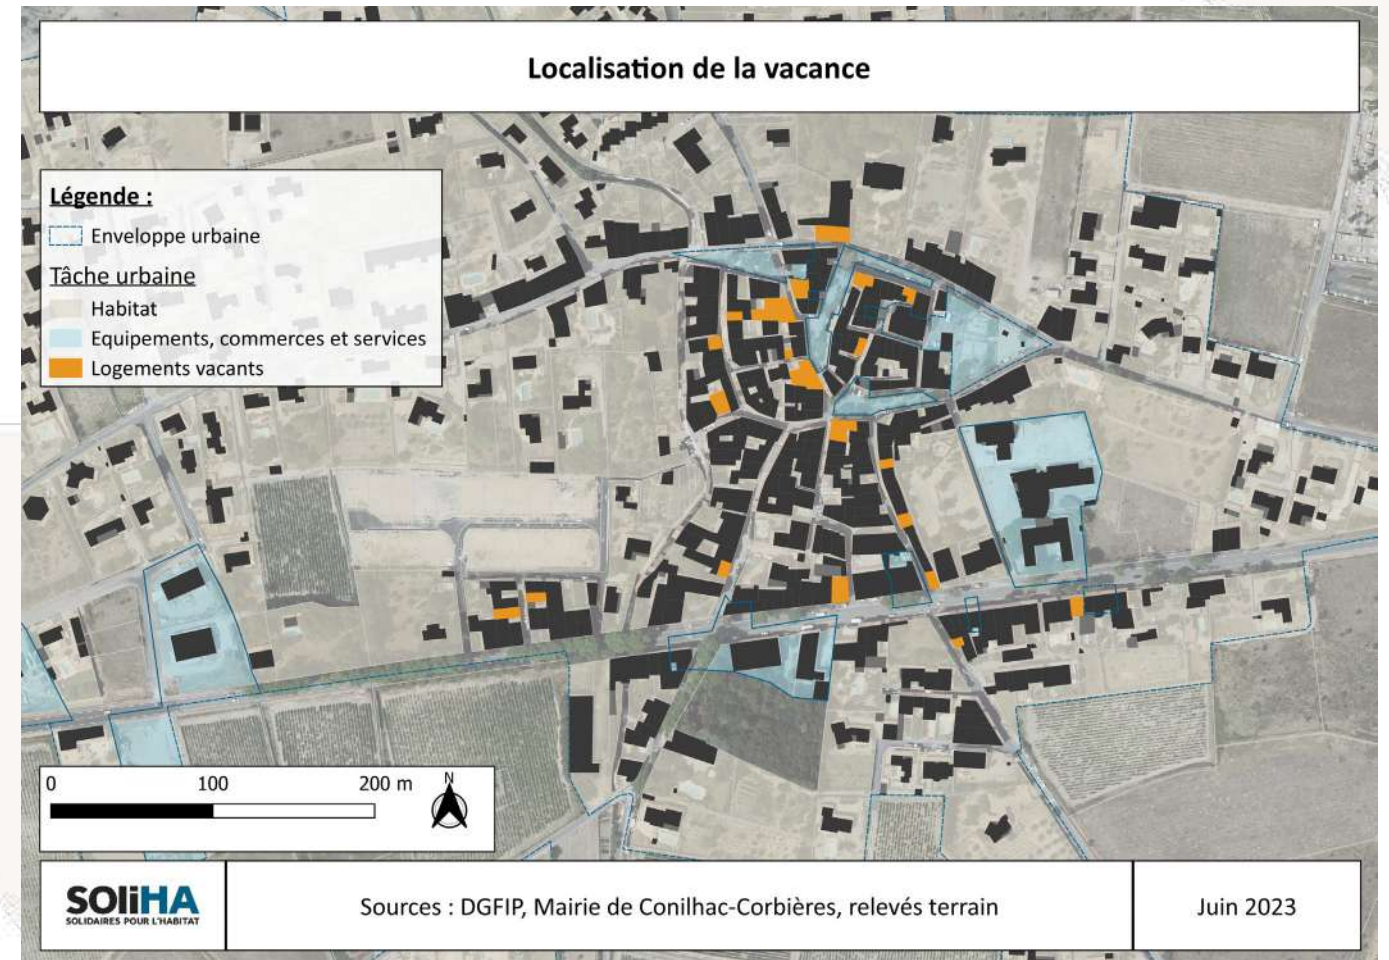 Localisation de la vacance
Légende :
Enveloppe urbaine
Tâche urbaine
Habitat
Equipements, commerces et services
Logements vacants
0 100 200 m
N
SOliHA
SOLIDAIRES POUR L'HABITAT
Sources : DGFIP, Mairie de Conilhac-Corbières, relevés terrain
Juin 2023